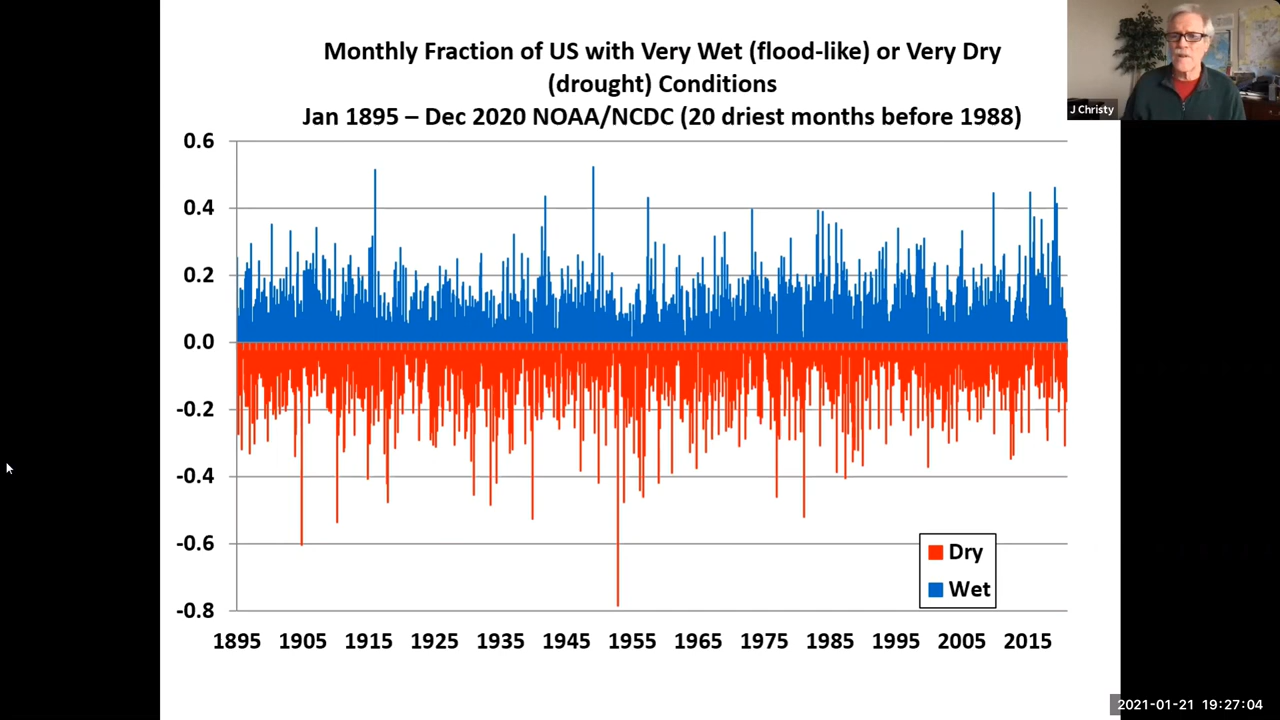 Monthly Fraction of US with Very Wet (flood-like) or Very Dry
(drought) Conditions
Jan 1895 – Dec 2020 NOAA/NCDC (20 driest months before 1988)
J Christy
0.6
0.4
0.2
0.0
-0.2
-0.4
-0.6
-0.8
Dry
Wet
1895 1905 1915 1925 1935 1945 1955 1965 1975 1985 1995 2005 2015
2021-01-21 19:27:04